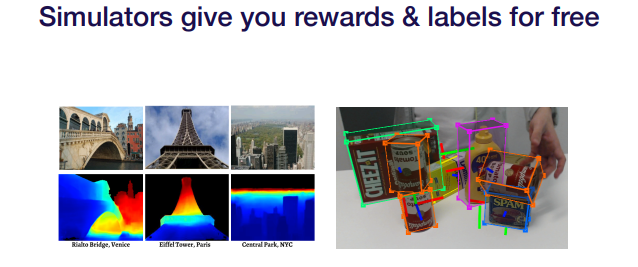 Simulators give you rewards & labels for free
Rialto Bridge, Venice
Eiffel Tower, Paris
Central Park, NYC
CHEEZ-IT
Tomato
SPAM